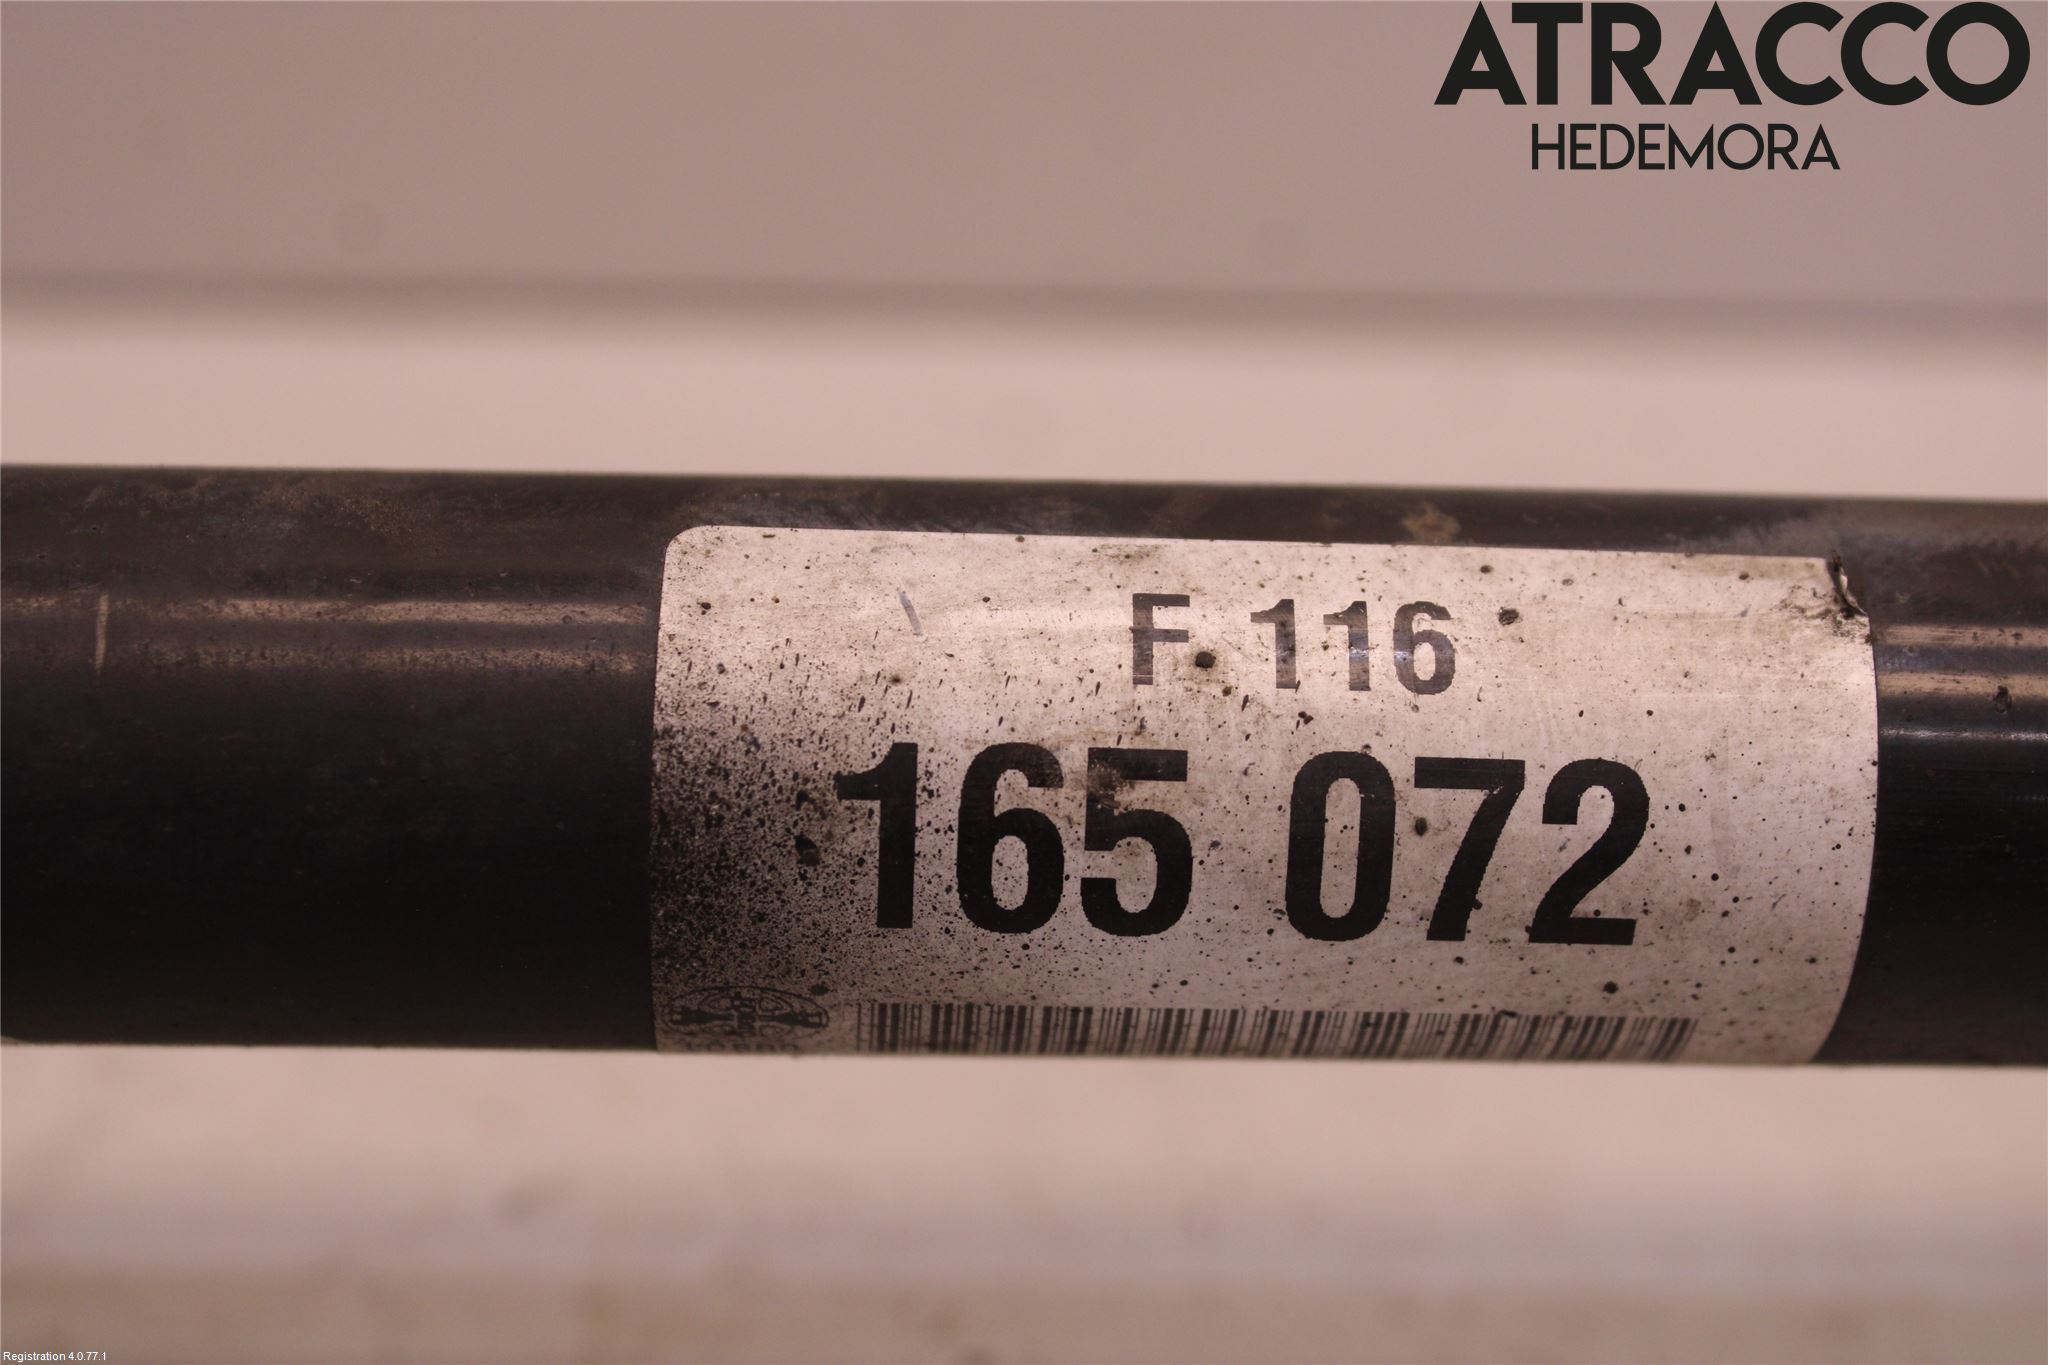 ATRACCO
HEDEMORA
F 116
165 072
Registration 4.0.77.1